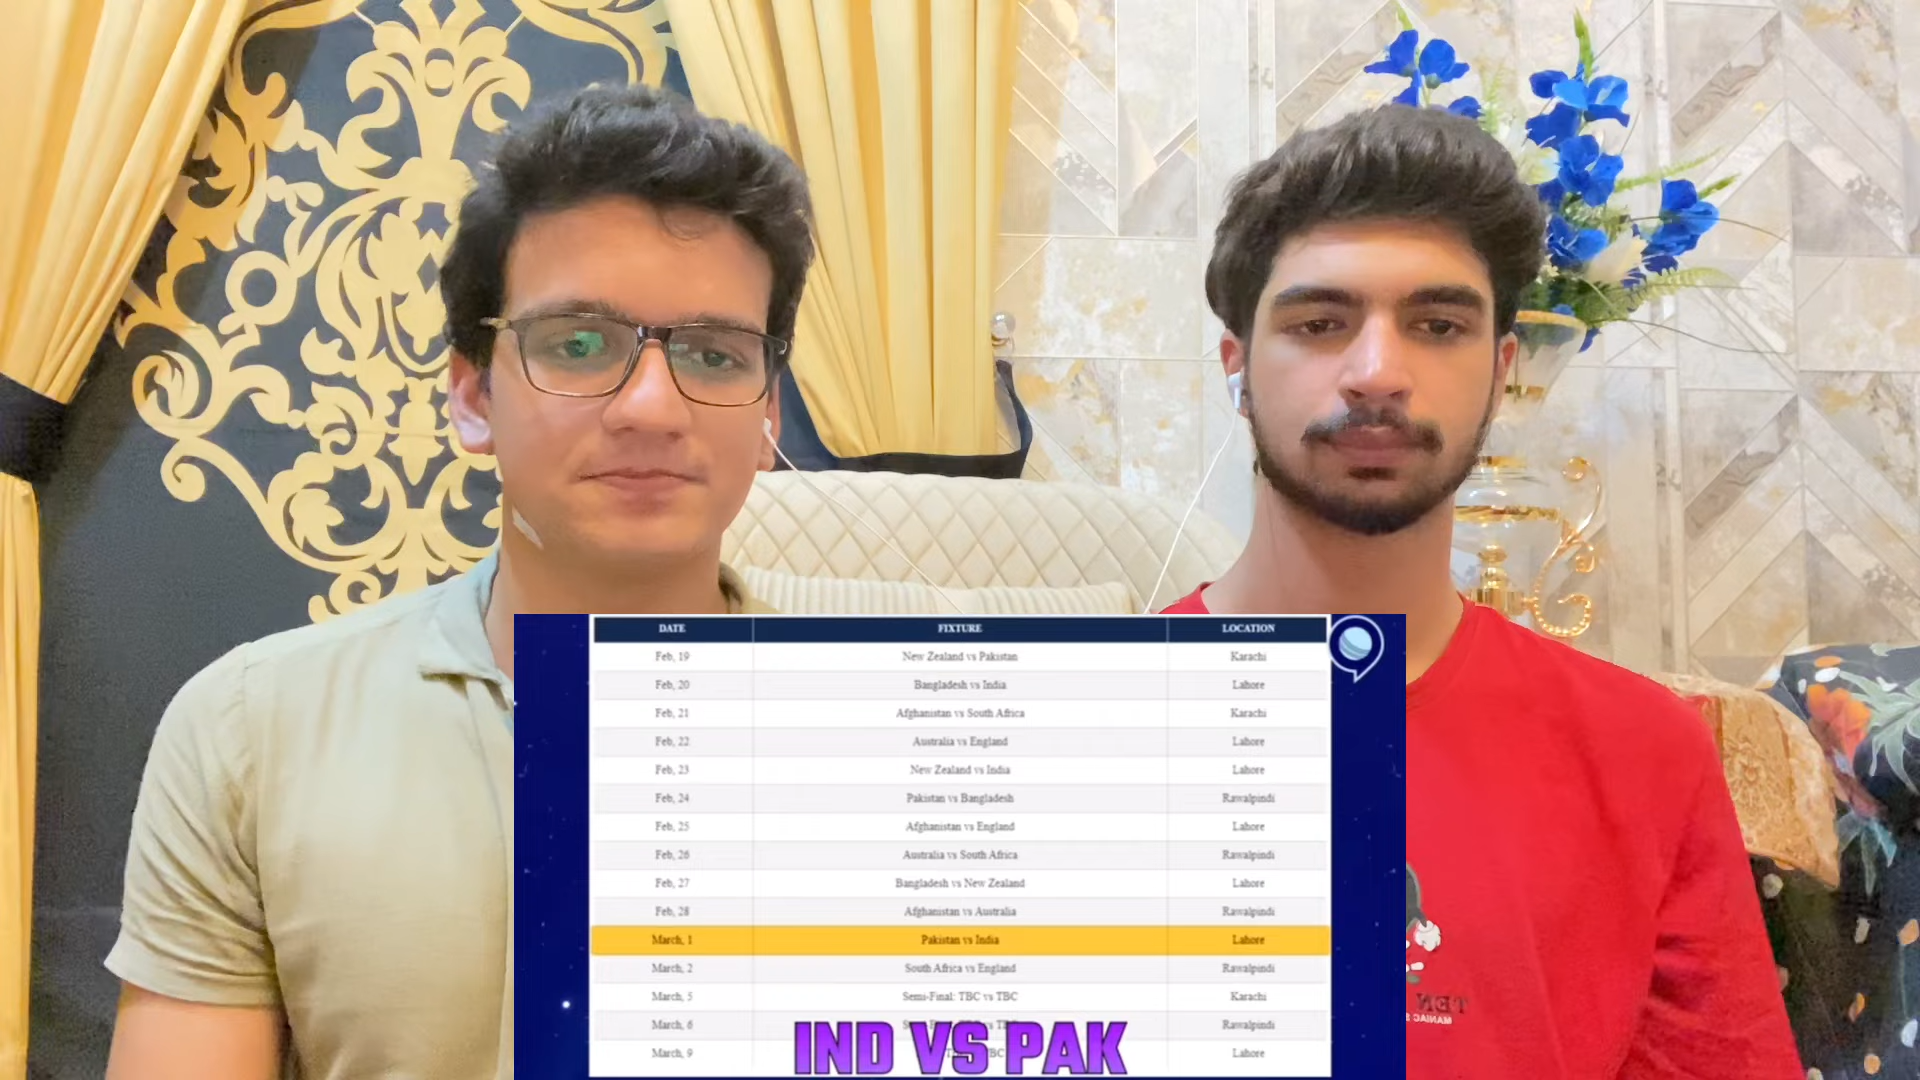 DATE FIXTURE LOCATION
Feb, 19 New Zealand vs Pakistan Karachi
Feb, 20 Bangladesh vs India Lahore
Feb, 21 Afghanistan vs South Africa Karachi
Feb, 22 Australia vs England Lahore
Feb, 23 New Zealand vs India Lahore
Feb, 24 Pakistan vs Bangladesh Rawalpindi
Feb, 25 Afghanistan vs England Lahore
Feb, 26 Australia vs South Africa Rawalpindi
Feb, 27 Bangladesh vs New Zealand Lahore
Feb, 28 Afghanistan vs Australia Rawalpindi
March, 1 Pakistan vs India Lahore
March, 2 South Africa vs England Rawalpindi
March, 5 Semi-Final: TBC vs TBC Karachi
March, 6 Rawalpindi
March, 9 Lahore
IND VS PAK
TEN
MANIAC